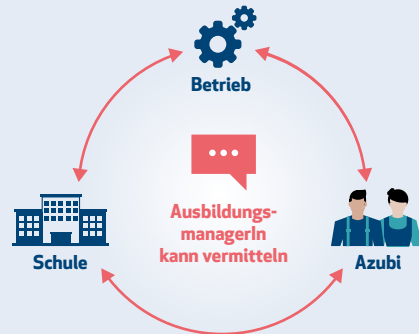 Betrieb
Ausbildungs-
managerIn
kann vermitteln
Schule
Azubi